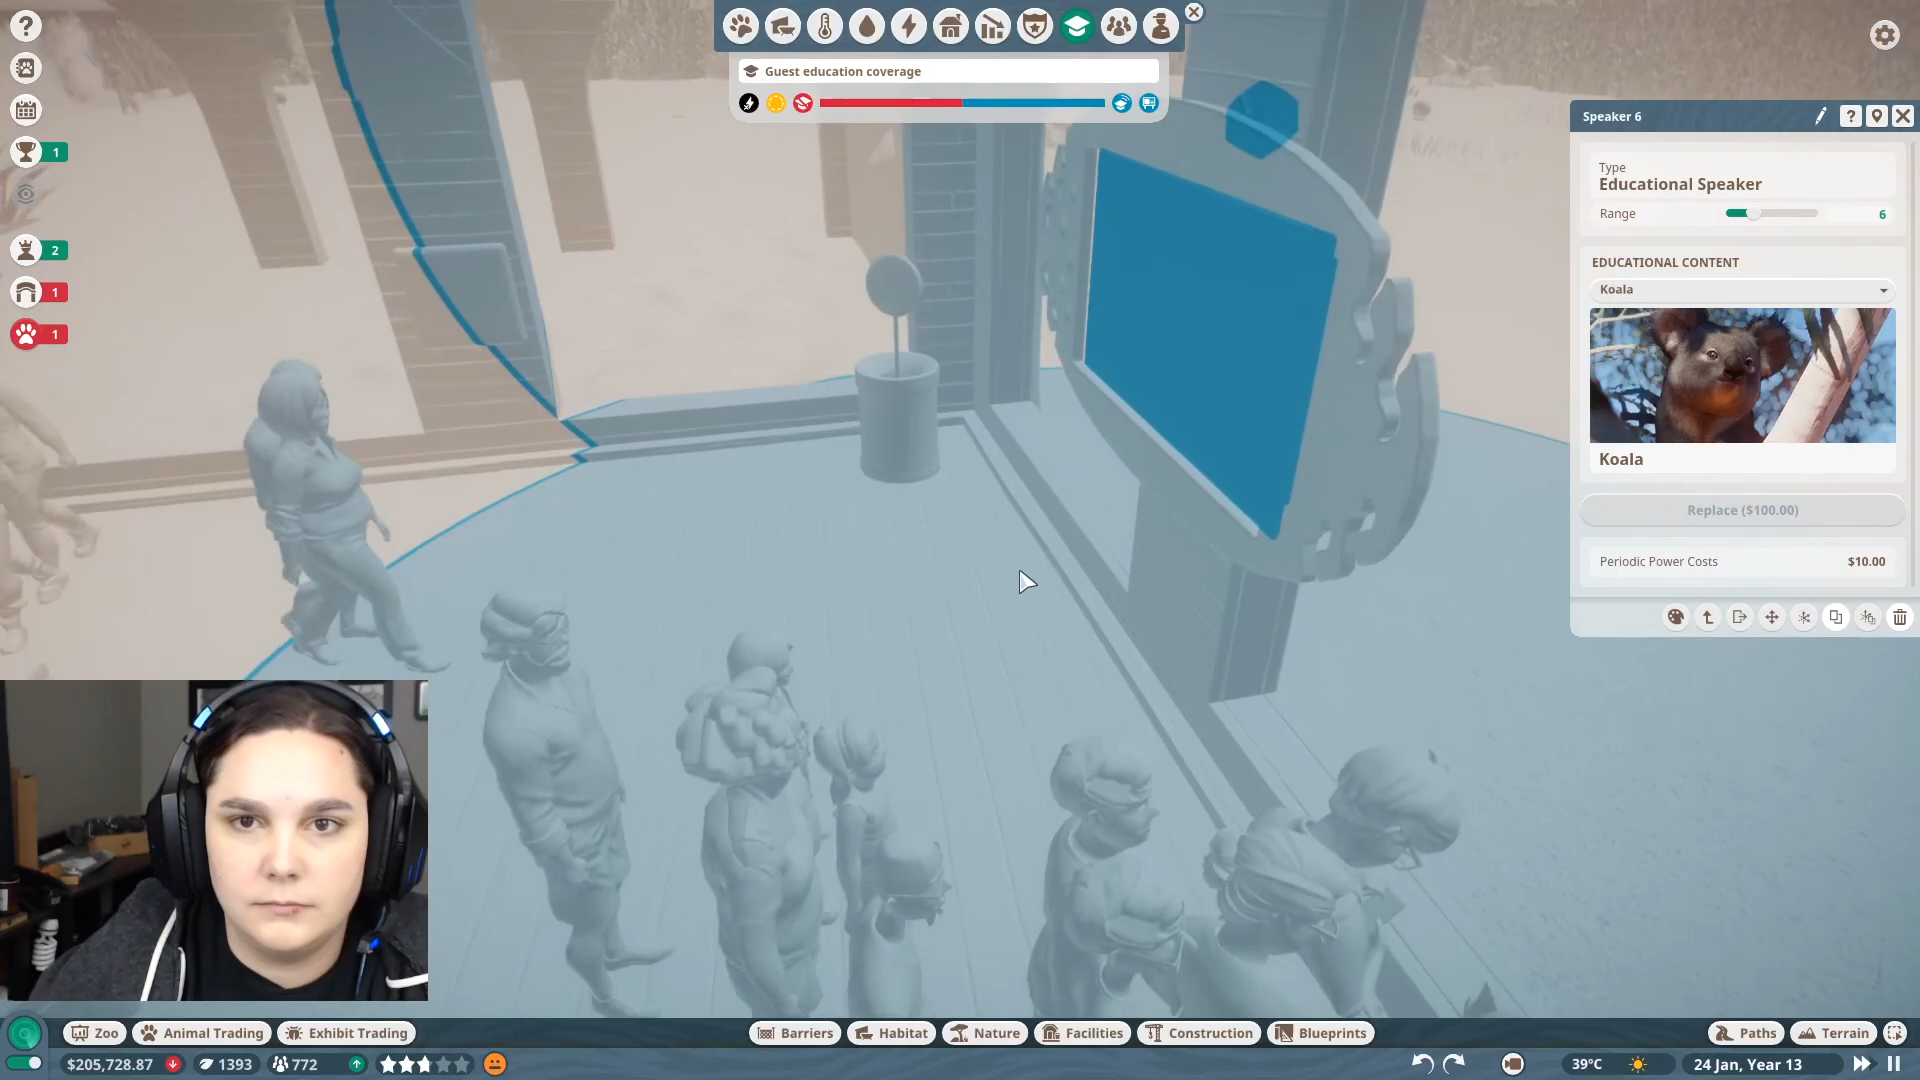 Guest education coverage
1
2
1
1
Speaker 6
?
?
Type
Educational Speaker
Range 6
EDUCATIONAL CONTENT
Koala
Koala
Replace ($100.00)
Periodic Power Costs $10.00
Zoo Animal Trading Exhibit Trading Barriers Habitat Nature Facilities Construction Blueprints Paths Terrain
$205,728.87 1393 772 39°C 24 Jan, Year 13